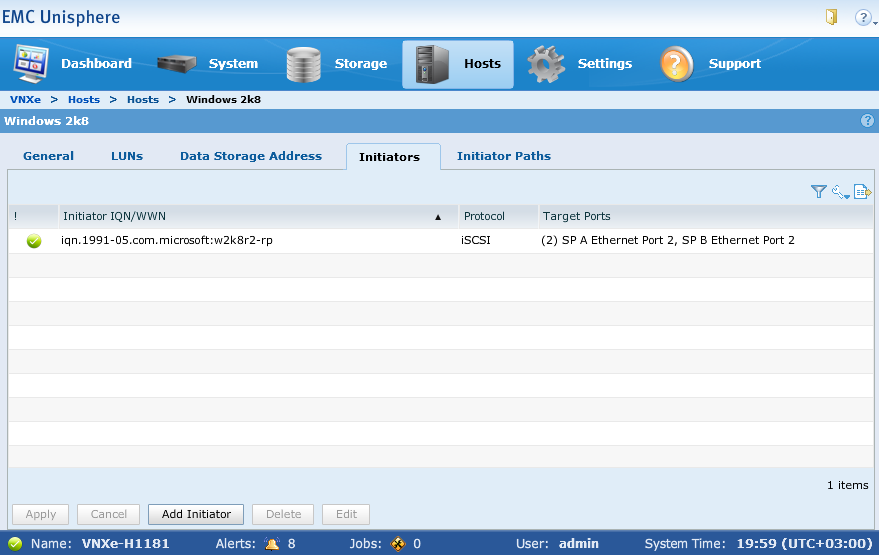 EMC Unisphere
Dashboard System Storage Hosts Settings ? Support
VNXe > Hosts > Hosts > Windows 2k8
Windows 2k8 ?
General LUNs Data Storage Address Initiators Initiator Paths
! Initiator IQN/WWN ▲ Protocol Target Ports
iqn.1991-05.com.microsoft:w2k8r2-rp iSCSI (2) SP A Ethernet Port 2, SP B Ethernet Port 2
1 items
Apply Cancel Add Initiator Delete Edit
Name: VNXe-H1181 Alerts: 8 Jobs: 0 User: admin System Time: 19:59 (UTC+03:00)